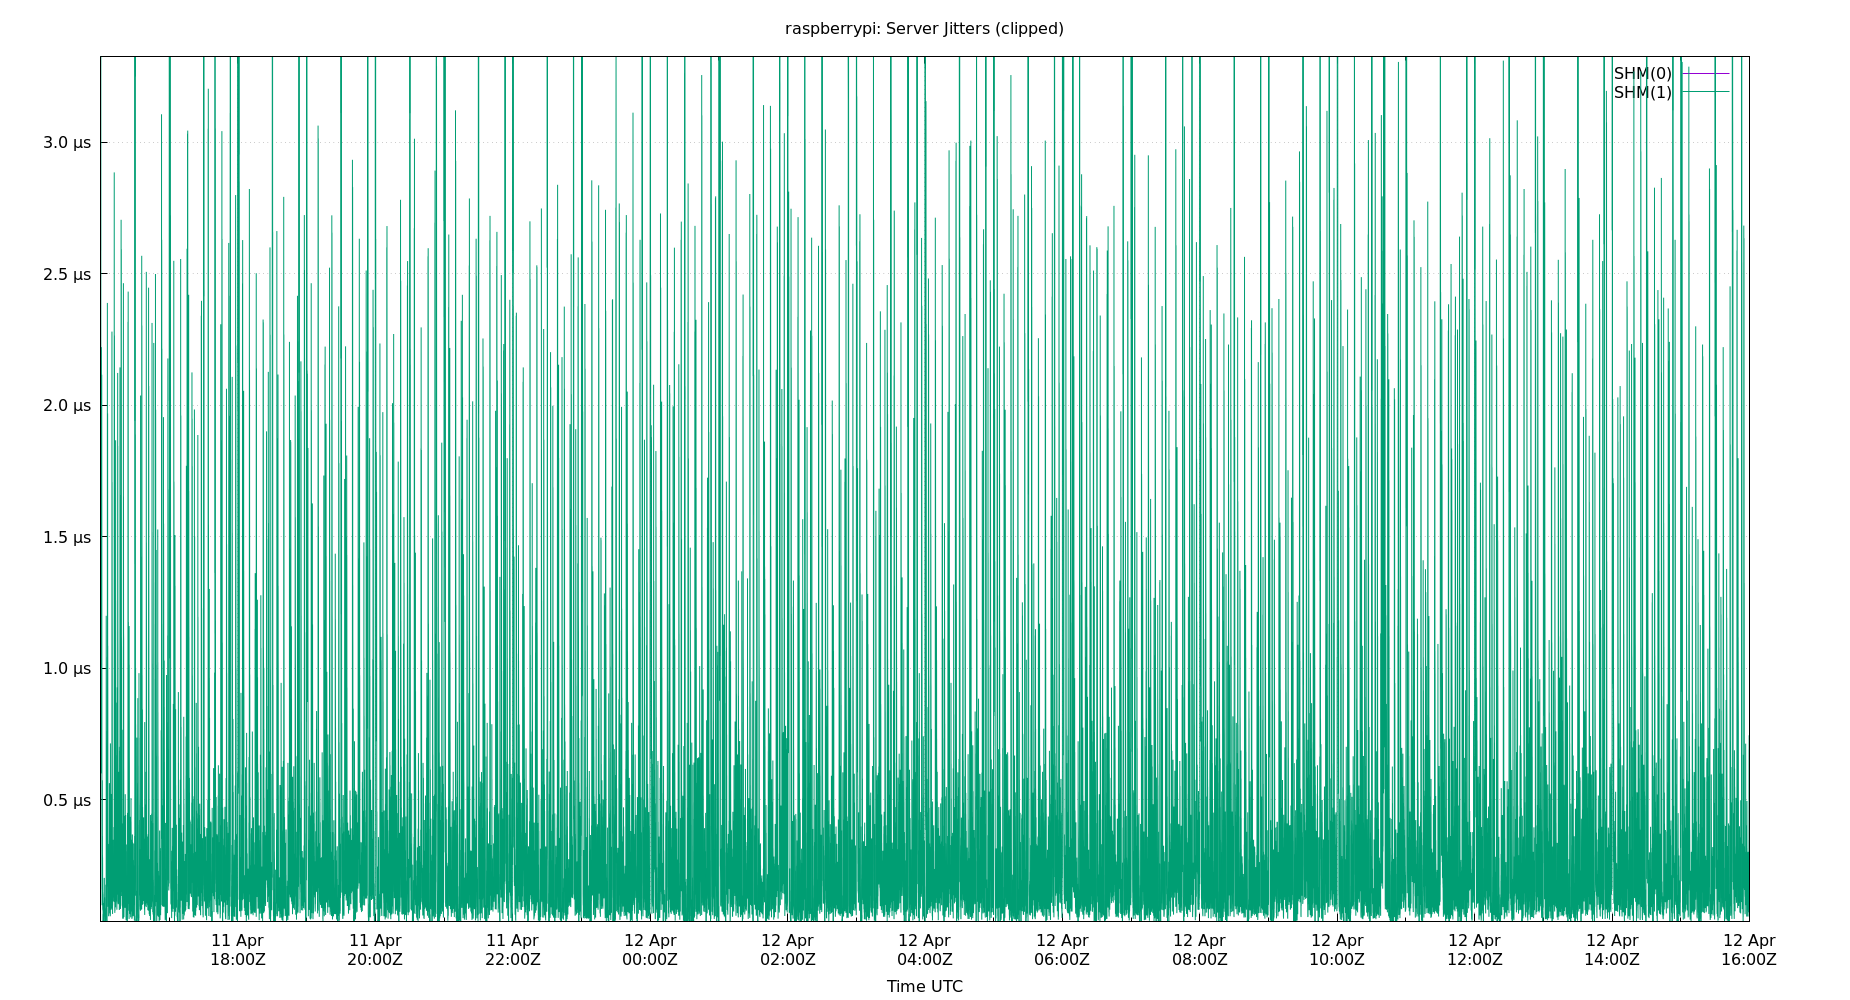 raspberrypi: Server Jitters (clipped)
SHM(0)
SHM(1)
3.0 µs
2.5 µs
2.0 µs
1.5 µs
1.0 µs
0.5 µs
11 Apr 11 Apr 11 Apr 12 Apr 12 Apr 12 Apr 12 Apr 12 Apr 12 Apr 12 Apr 12 Apr 12 Apr
18:00Z 20:00Z 22:00Z 00:00Z 02:00Z 04:00Z 06:00Z 08:00Z 10:00Z 12:00Z 14:00Z 16:00Z
Time UTC